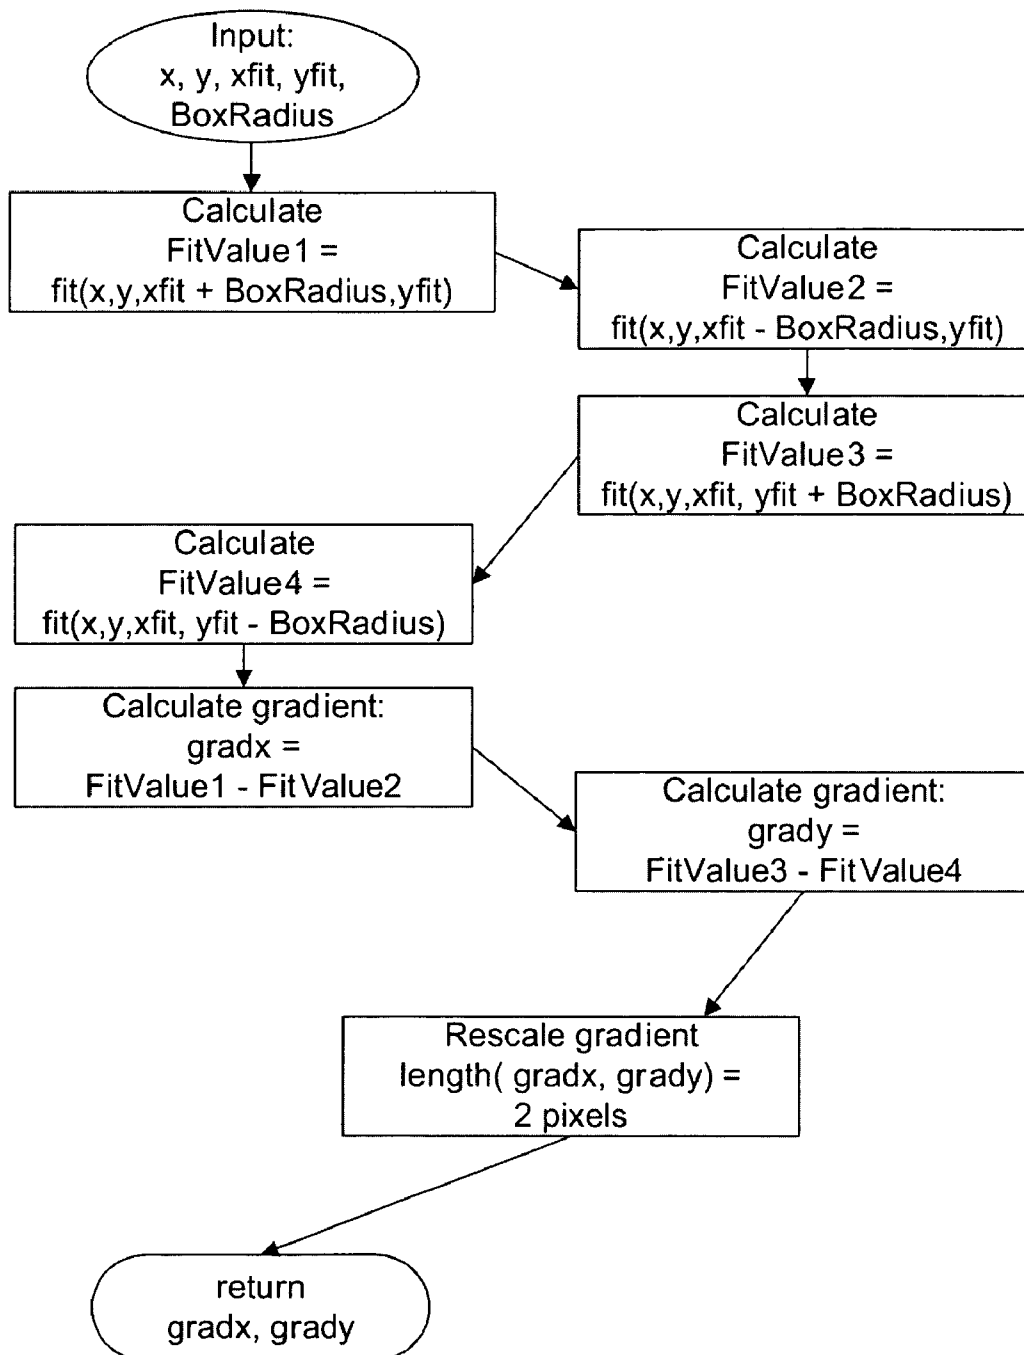 Input:
x, y, xfit, yfit,
BoxRadius
Calculate
FitValue1 =
fit(x,y,xfit + BoxRadius,yfit)
Calculate
FitValue2 =
fit(x,y,xfit - BoxRadius,yfit)
Calculate
FitValue3 =
fit(x,y,xfit, yfit + BoxRadius)
Calculate
FitValue4 =
fit(x,y,xfit, yfit - BoxRadius)
Calculate gradient:
gradx =
FitValue1 - FitValue2
Calculate gradient:
grady =
FitValue3 - FitValue4
Rescale gradient
length( gradx, grady) =
2 pixels
return
gradx, grady